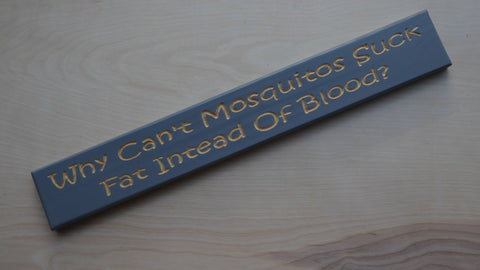 Why Can't Mosquitos Suck
Fat Intead Of Blood?